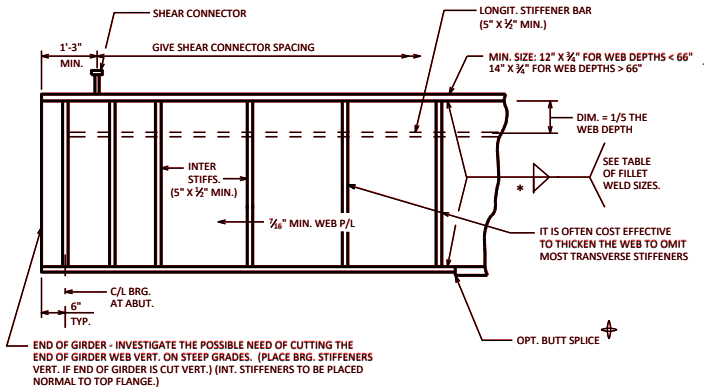 SHEAR CONNECTOR
LONGIT. STIFFENER BAR
(5" X ½" MIN.)
1'-3"
MIN.
GIVE SHEAR CONNECTOR SPACING
MIN. SIZE: 12" X ¾" FOR WEB DEPTHS < 66"
14" X ¾" FOR WEB DEPTHS > 66"
DIM. = 1/5 THE
WEB DEPTH
INTER
STIFFS.
(5" X ½" MIN.)
SEE TABLE
OF FILLET
WELD SIZES.
*
7⁄16" MIN. WEB P/L
IT IS OFTEN COST EFFECTIVE
TO THICKEN THE WEB TO OMIT
MOST TRANSVERSE STIFFENERS
C/L BRG.
AT ABUT.
6"
TYP.
OPT. BUTT SPLICE
END OF GIRDER - INVESTIGATE THE POSSIBLE NEED OF CUTTING THE
END OF GIRDER WEB VERT. ON STEEP GRADES. (PLACE BRG. STIFFENERS
VERT. IF END OF GIRDER IS CUT VERT.) (INT. STIFFENERS TO BE PLACED
NORMAL TO TOP FLANGE.)